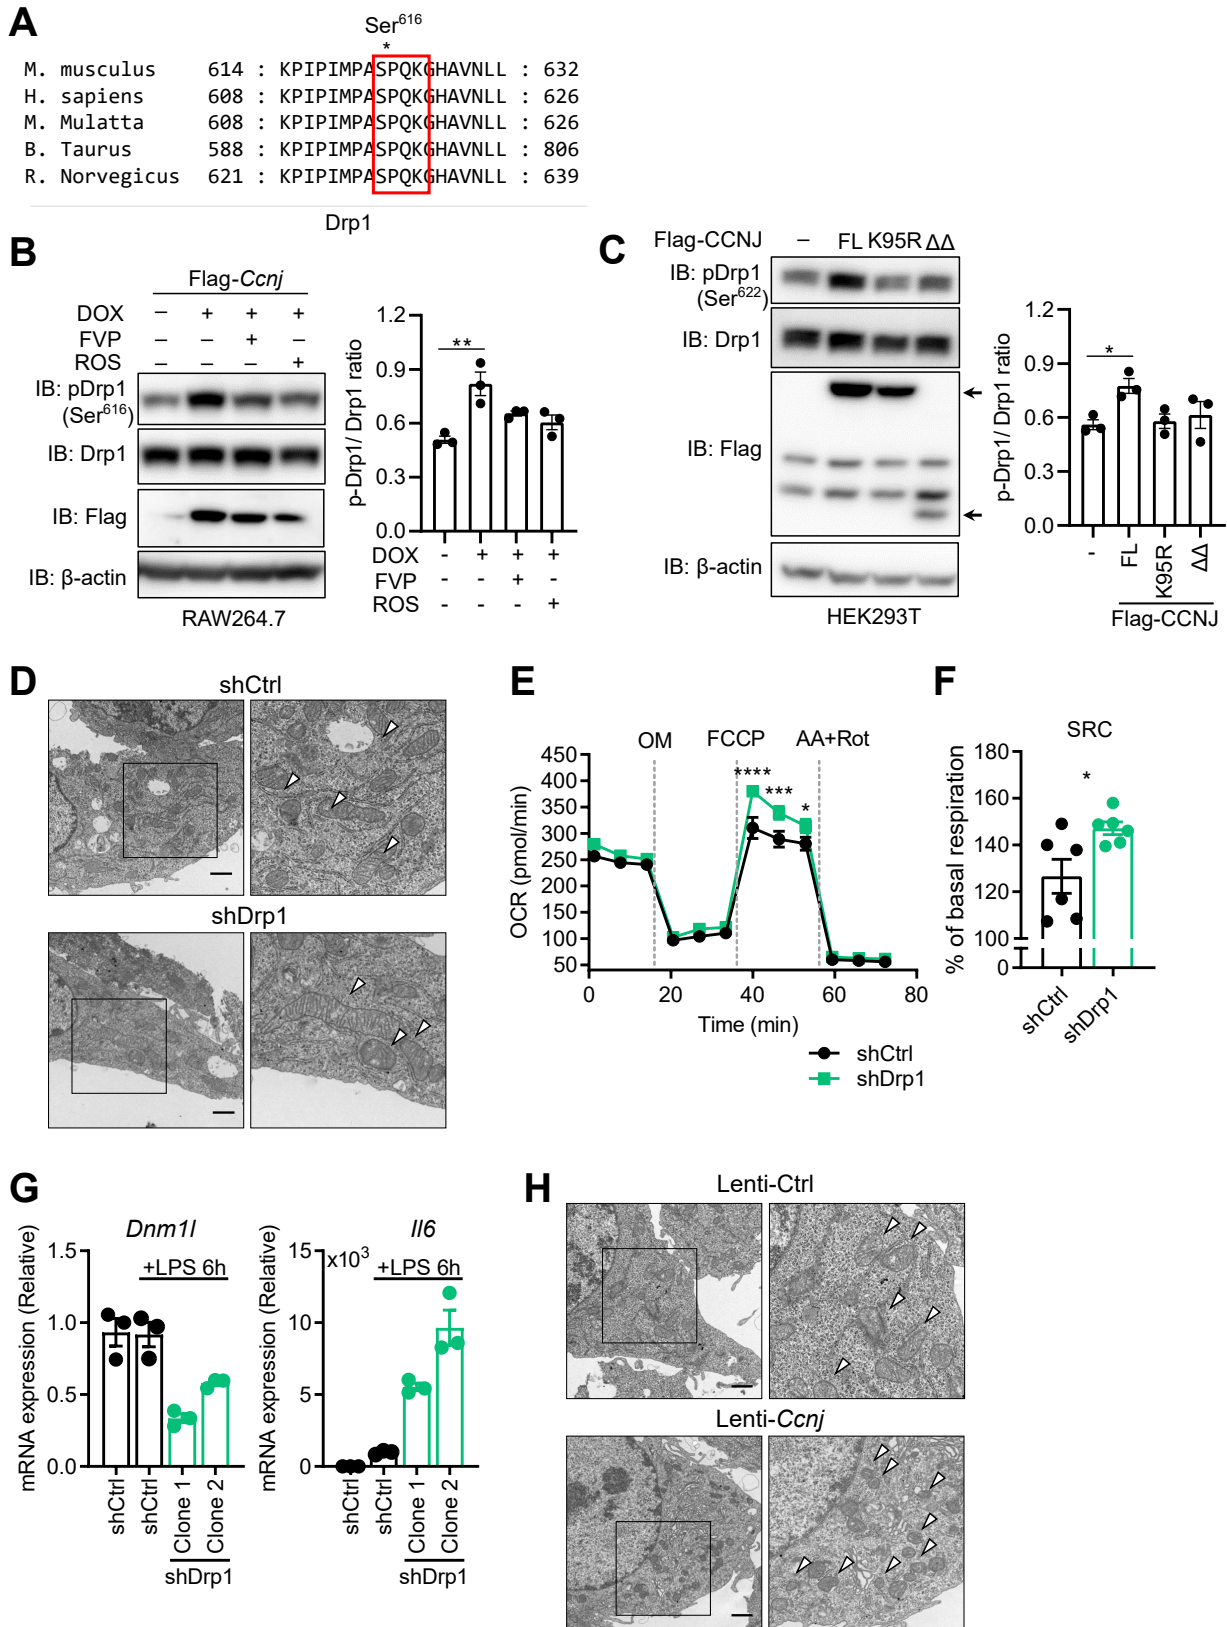 A
Ser616
*
M. musculus 614 : KPIPIMPASPQKGHAVNLL : 632
H. sapiens 608 : KPIPIMPASPQKGHAVNLL : 626
M. Mulatta 608 : KPIPIMPASPQKGHAVNLL : 626
B. Taurus 588 : KPIPIMPASPQKGHAVNLL : 806
R. Norvegicus 621 : KPIPIMPASPQKGHAVNLL : 639
Drp1
B
Flag-Ccnj
DOX – + + +
FVP – – + –
ROS – – – +
IB: pDrp1
(Ser616)
IB: Drp1
IB: Flag
IB: β-actin
RAW264.7
p-Drp1/ Drp1 ratio
1.2
0.9
0.6
0.3
0.0
**
DOX - + + +
FVP - - + -
ROS - - - +
C
Flag-CCNJ – FL K95R ΔΔ
IB: pDrp1
(Ser622)
IB: Drp1
IB: Flag
IB: β-actin
HEK293T
p-Drp1/ Drp1 ratio
1.2
0.9
0.6
0.3
0.0
*
- FL K95R ΔΔ
Flag-CCNJ
D
shCtrl
shDrp1
E
OM FCCP AA+Rot
**** *** *
OCR (pmol/min)
450
400
350
300
250
200
150
100
50
0 20 40 60 80
Time (min)
shCtrl
shDrp1
F
SRC
*
% of basal respiration
180
160
140
120
100
0
shCtrl shDrp1
G
Dnm1l
+LPS 6h
mRNA expression (Relative)
1.5
1.0
0.5
0.0
shCtrl shCtrl Clone 1 Clone 2
shDrp1
Il6
x103
+LPS 6h
mRNA expression (Relative)
15
10
5
0
shCtrl shCtrl Clone 1 Clone 2
shDrp1
H
Lenti-Ctrl
Lenti-Ccnj